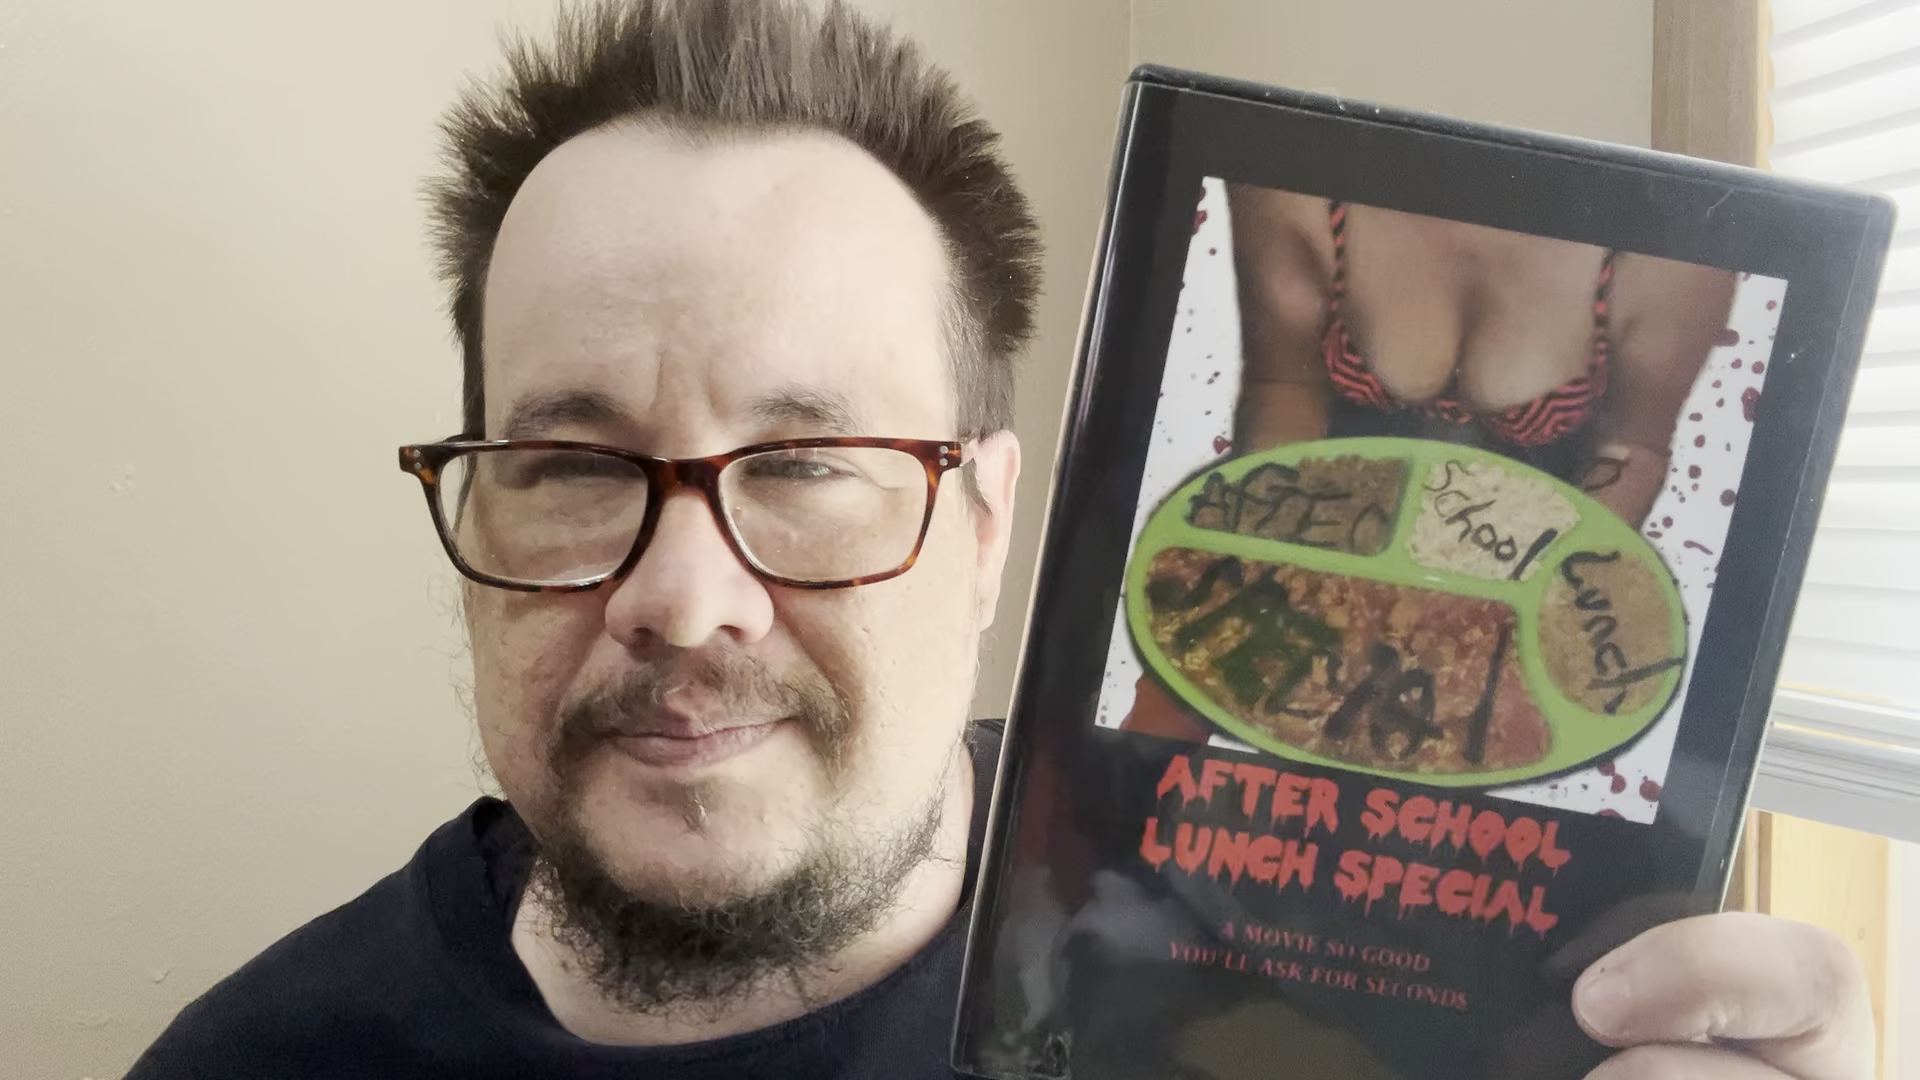 AFTER
School
Lunch
SPECial
AFTER SCHOOL
LUNCH SPECIAL
A MOVIE SO GOOD
YOU'LL ASK FOR SECONDS